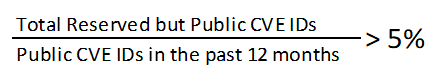 Total Reserved but Public CVE IDs
Public CVE IDs in the past 12 months
> 5%